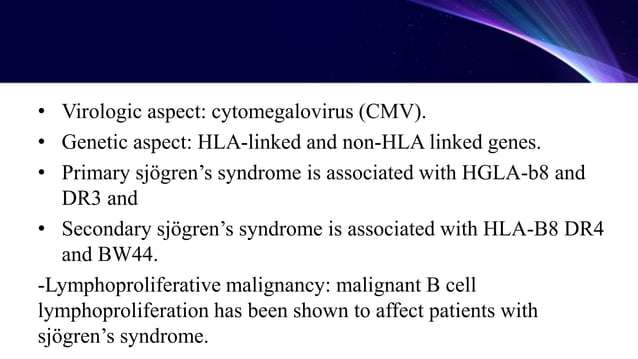 • Virologic aspect: cytomegalovirus (CMV).
• Genetic aspect: HLA-linked and non-HLA linked genes.
• Primary sjögren’s syndrome is associated with HGLA-b8 and
DR3 and
• Secondary sjögren’s syndrome is associated with HLA-B8 DR4
and BW44.
-Lymphoproliferative malignancy: malignant B cell
lymphoproliferation has been shown to affect patients with
sjögren’s syndrome.